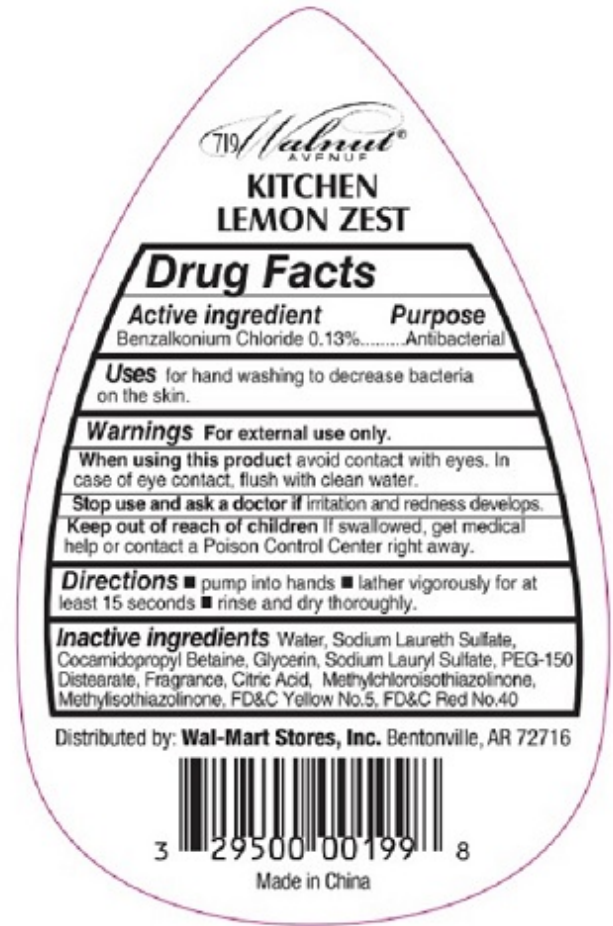 719 Walnut®
AVENUE
KITCHEN
LEMON ZEST
Drug Facts
Active ingredient Purpose
Benzalkonium Chloride 0.13%.........Antibacterial
Uses for hand washing to decrease bacteria
on the skin.
Warnings For external use only.
When using this product avoid contact with eyes. In
case of eye contact, flush with clean water.
Stop use and ask a doctor if irritation and redness develops.
Keep out of reach of children If swallowed, get medical
help or contact a Poison Control Center right away.
Directions ■ pump into hands ■ lather vigorously for at
least 15 seconds ■ rinse and dry thoroughly.
Inactive ingredients Water, Sodium Laureth Sulfate,
Cocamidopropyl Betaine, Glycerin, Sodium Lauryl Sulfate, PEG-150
Distearate, Fragrance, Citric Acid, Methylchloroisothiazolinone,
Methylisothiazolinone, FD&C Yellow No.5, FD&C Red No.40
Distributed by: Wal-Mart Stores, Inc. Bentonville, AR 72716
3 29500 00199 8
Made in China